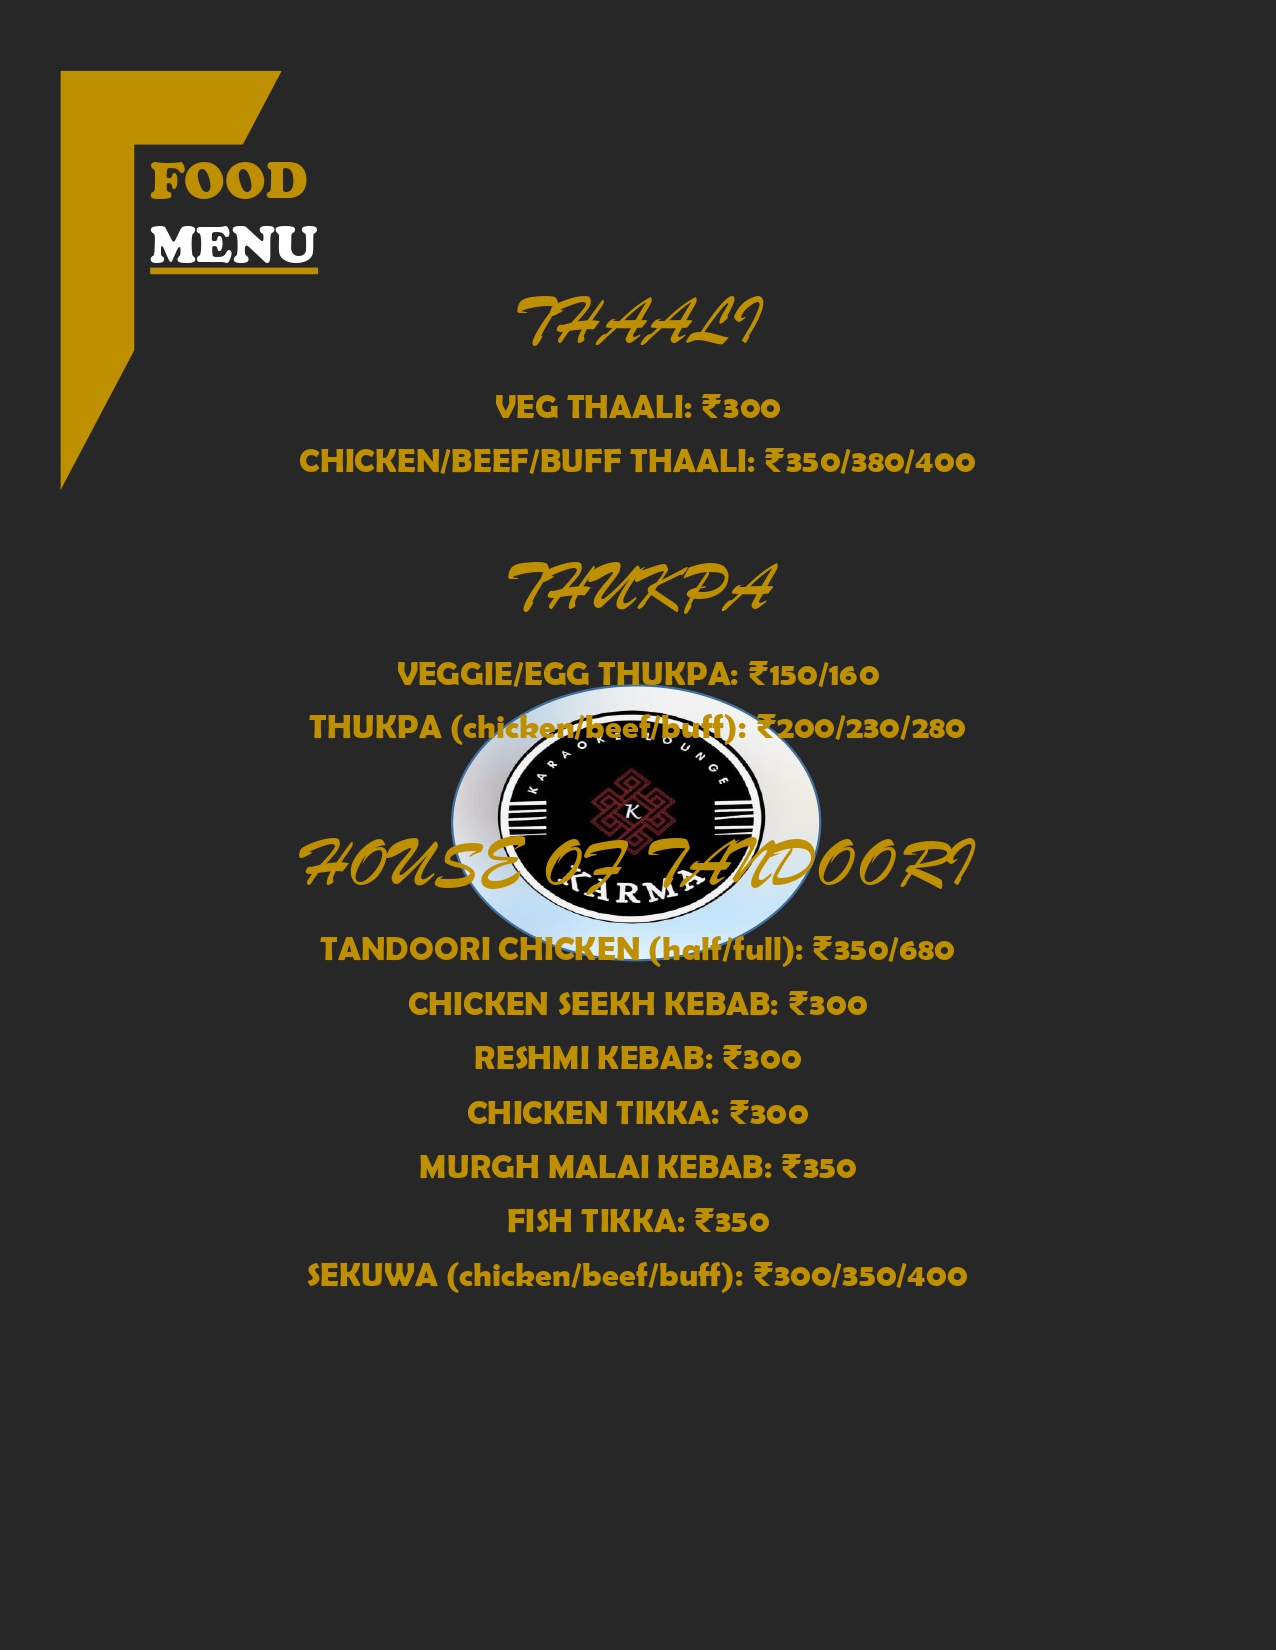 FOOD
MENU
THAALI
VEG THAALI: ₹300
CHICKEN/BEEF/BUFF THAALI: ₹350/380/400
THUKPA
VEGGIE/EGG THUKPA: ₹150/160
THUKPA (chicken/beef/buff): ₹200/230/280
KARAOKE LOUNGE
K
KARMA
HOUSE OF TANDOORI
TANDOORI CHICKEN (half/full): ₹350/680
CHICKEN SEEKH KEBAB: ₹300
RESHMI KEBAB: ₹300
CHICKEN TIKKA: ₹300
MURGH MALAI KEBAB: ₹350
FISH TIKKA: ₹350
SEKUWA (chicken/beef/buff): ₹300/350/400